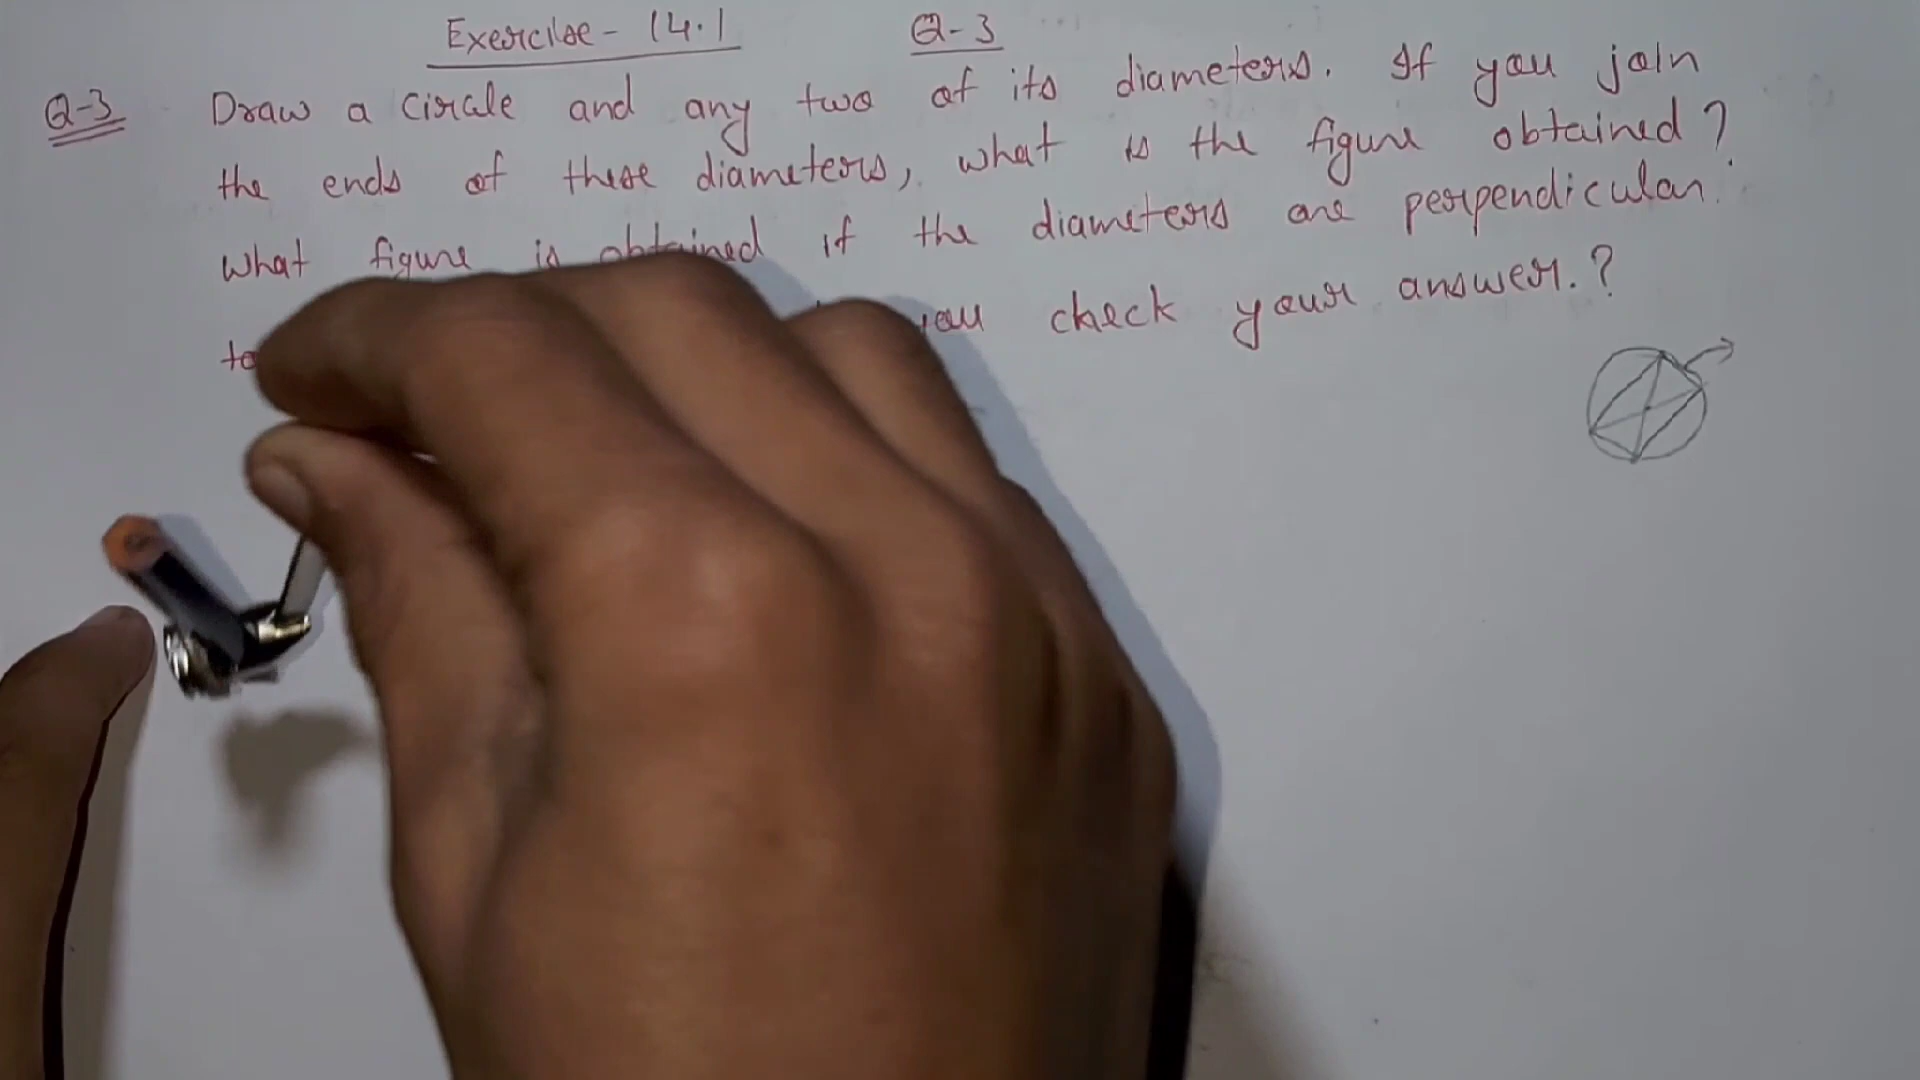 Exercise - 14.1
Q-3
Q-3 Draw a circle and any two of its diameters. If you join
the ends of these diameters, what is the figure obtained?
What figure is obtained if the diameters are perpendicular
to you check your answer.?